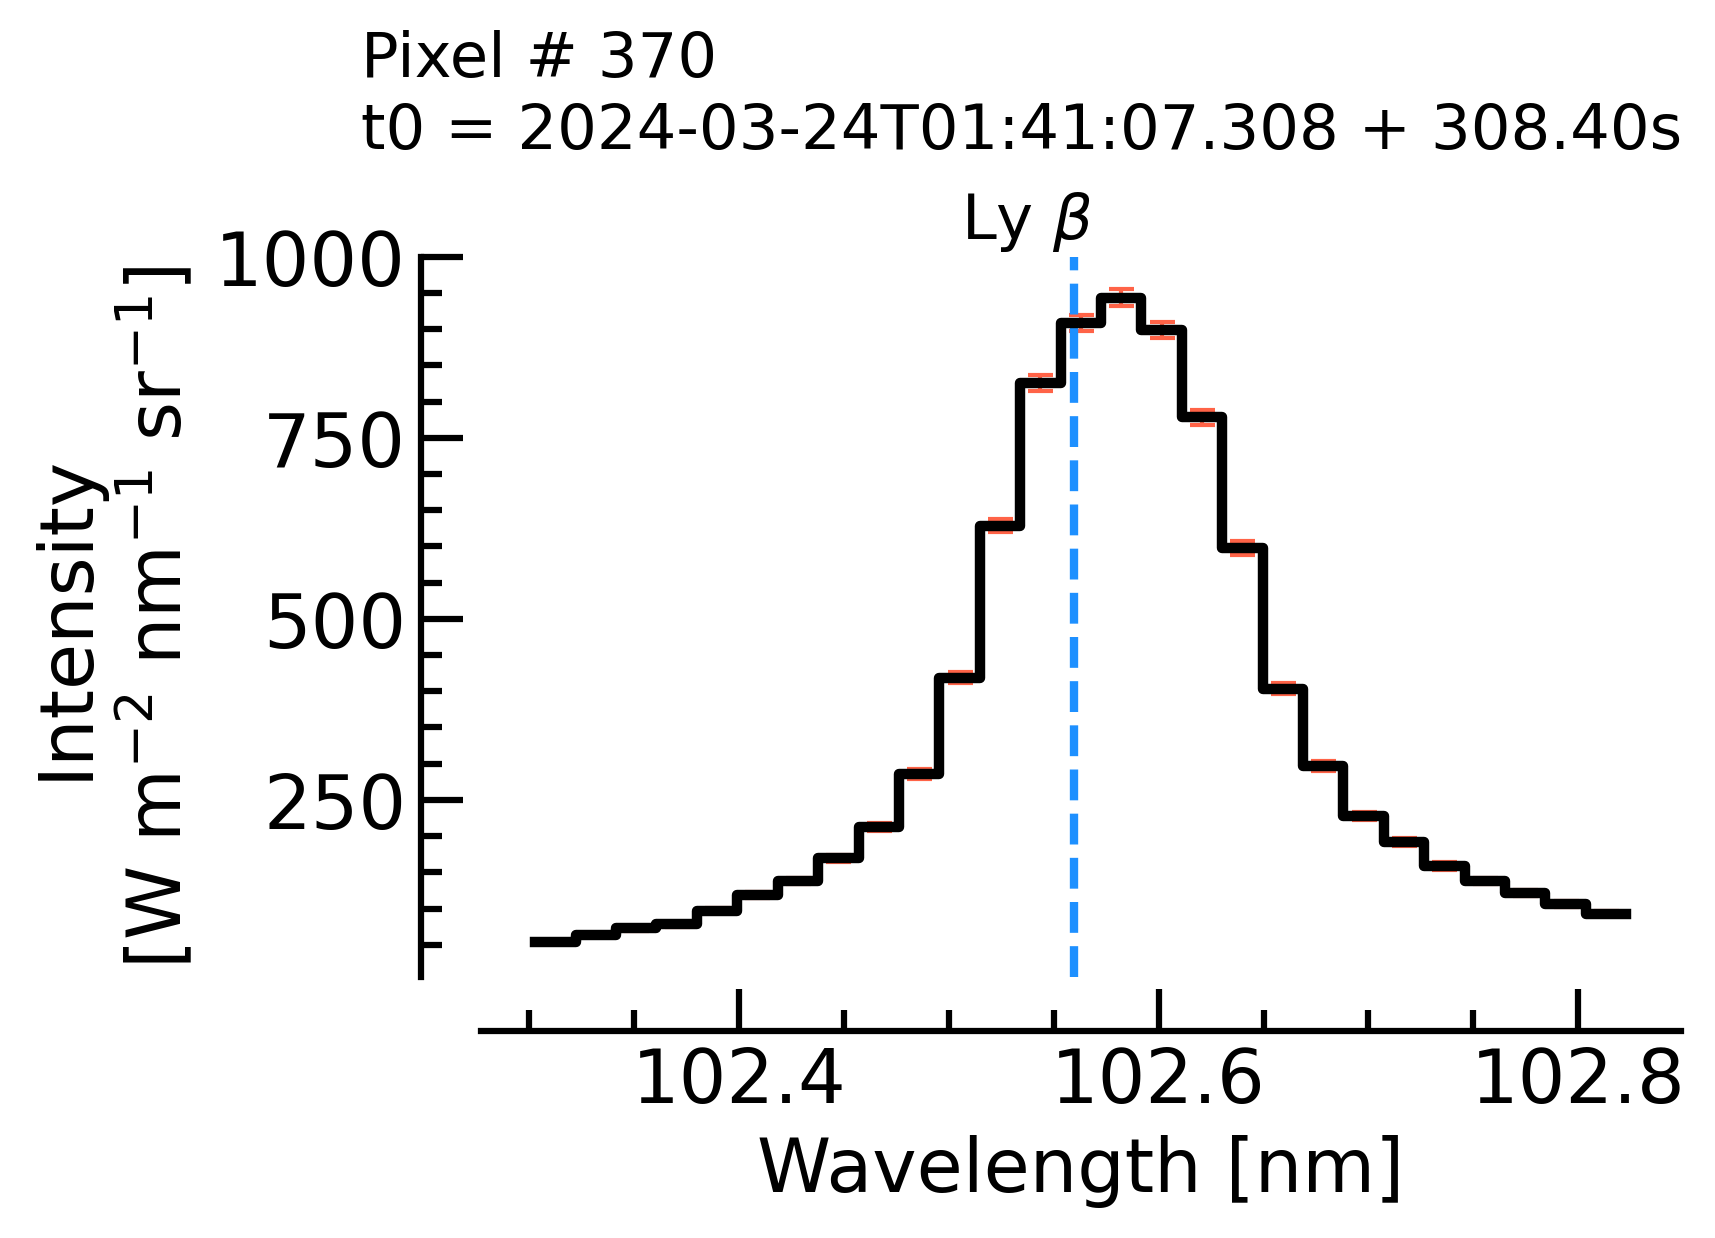 Pixel # 370
t0 = 2024-03-24T01:41:07.308 + 308.40s
Ly β
1000
750
500
250
Intensity
[W m⁻² nm⁻¹ sr⁻¹]
102.4 102.6 102.8
Wavelength [nm]